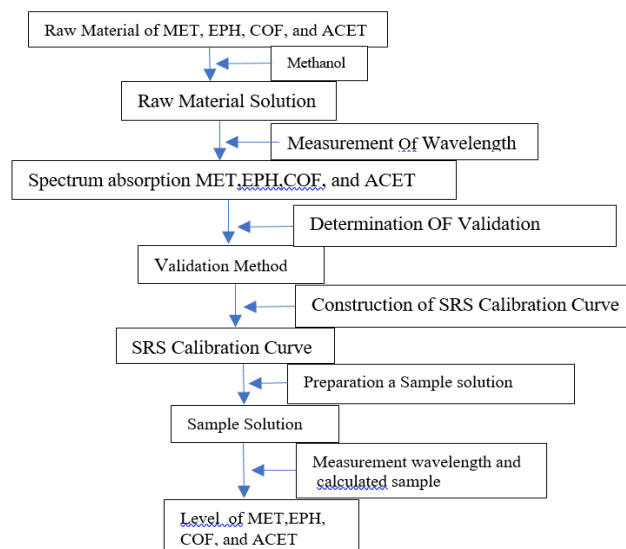 Raw Material of MET, EPH, COF, and ACET
Methanol
Raw Material Solution
Measurement Of Wavelength
Spectrum absorption MET,EPH,COF, and ACET
Determination OF Validation
Validation Method
Construction of SRS Calibration Curve
SRS Calibration Curve
Preparation a Sample solution
Sample Solution
Measurement wavelength and
calculated sample
Level of MET,EPH,
COF, and ACET